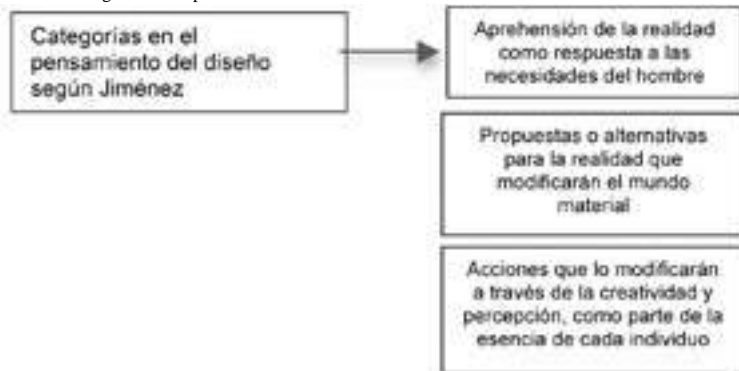 Categorías en el
pensamiento del diseño
según Jiménez
Aprehensión de la realidad
como respuesta a las
necesidades del hombre
Propuestas o alternativas
para la realidad que
modificarán el mundo
material
Acciones que lo modificarán
a través de la creatividad y
percepción, como parte de la
esencia de cada individuo